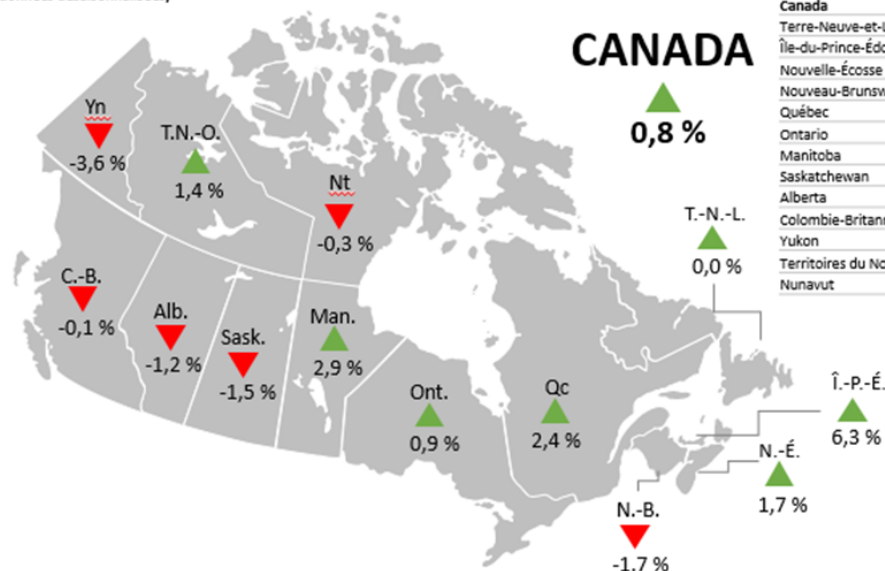 CANADA
0,8 %
Yn
-3,6 %
T.N.-O.
1,4 %
Nt
-0,3 %
C.-B.
-0,1 %
Alb.
-1,2 %
Sask.
-1,5 %
Man.
2,9 %
Ont.
0,9 %
Qc
2,4 %
T.-N.-L.
0,0 %
Î.-P.-É.
6,3 %
N.-É.
1,7 %
N.-B.
-1,7 %
Canada
Terre-Neuve-et-L
Île-du-Prince-Édo
Nouvelle-Écosse
Nouveau-Brunsw
Québec
Ontario
Manitoba
Saskatchewan
Alberta
Colombie-Britann
Yukon
Territoires du No
Nunavut